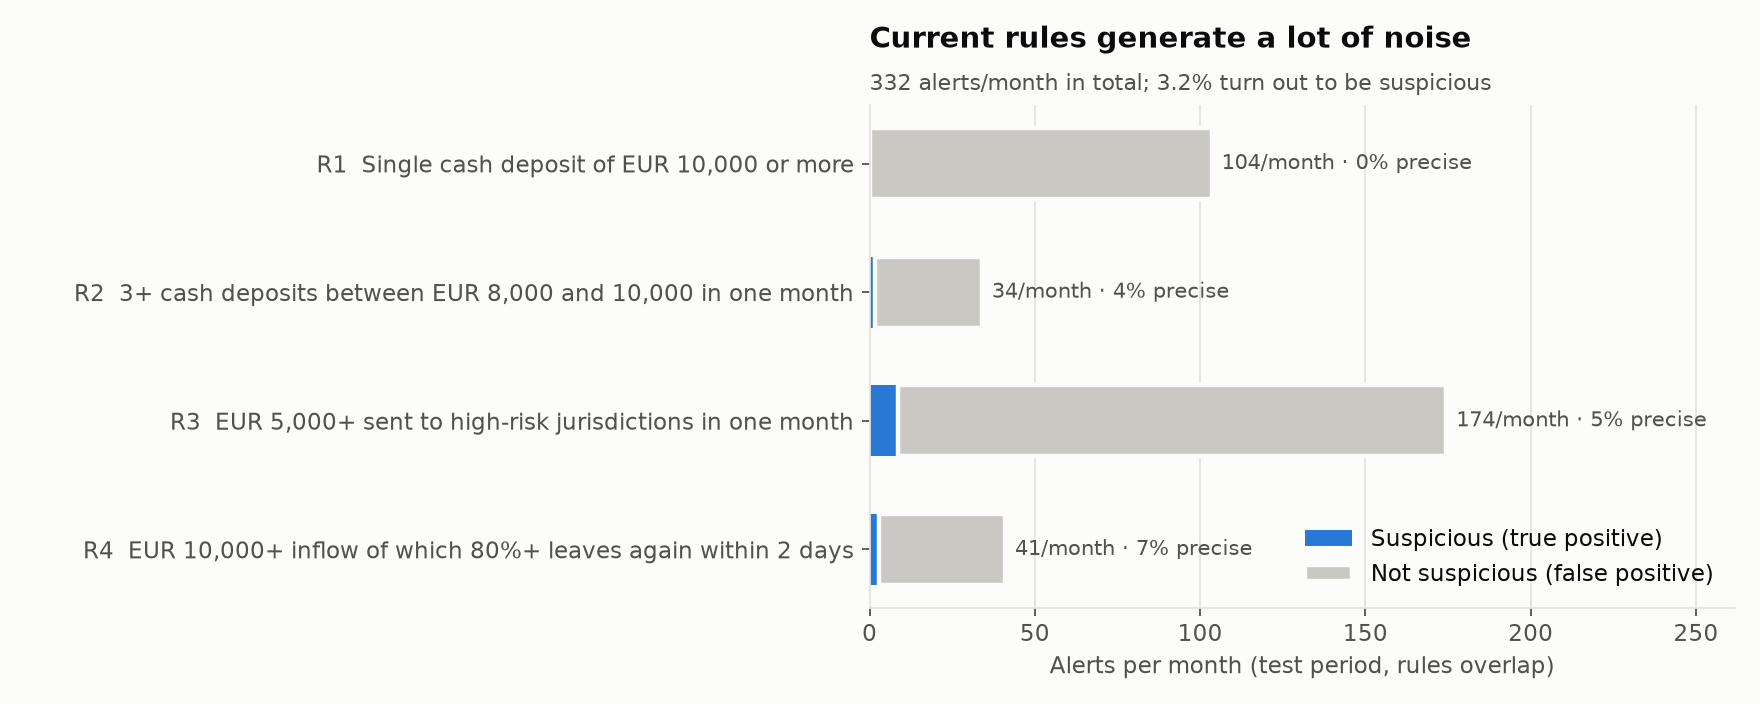 Current rules generate a lot of noise
332 alerts/month in total; 3.2% turn out to be suspicious
R1  Single cash deposit of EUR 10,000 or more
104/month · 0% precise
R2  3+ cash deposits between EUR 8,000 and 10,000 in one month
34/month · 4% precise
R3  EUR 5,000+ sent to high-risk jurisdictions in one month
174/month · 5% precise
R4  EUR 10,000+ inflow of which 80%+ leaves again within 2 days
41/month · 7% precise
Suspicious (true positive)
Not suspicious (false positive)
0 50 100 150 200 250
Alerts per month (test period, rules overlap)